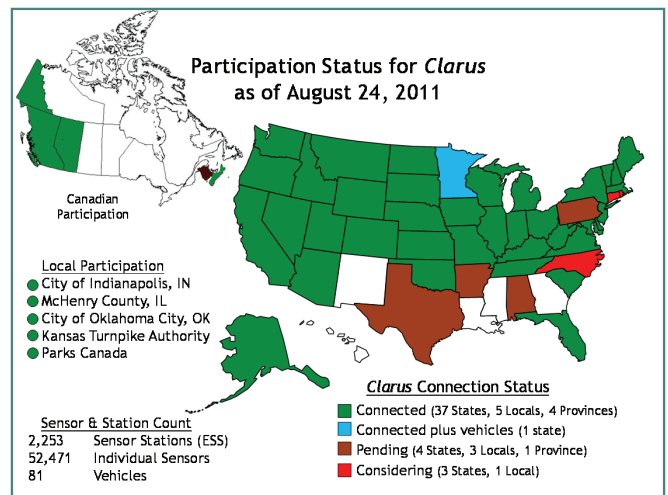 Participation Status for Clarus
as of August 24, 2011
Canadian
Participation
Local Participation
City of Indianapolis, IN
McHenry County, IL
City of Oklahoma City, OK
Kansas Turnpike Authority
Parks Canada
Sensor & Station Count
2,253 Sensor Stations (ESS)
52,471 Individual Sensors
81 Vehicles
Clarus Connection Status
Connected (37 States, 5 Locals, 4 Provinces)
Connected plus vehicles (1 state)
Pending (4 States, 3 Locals, 1 Province)
Considering (3 States, 1 Local)